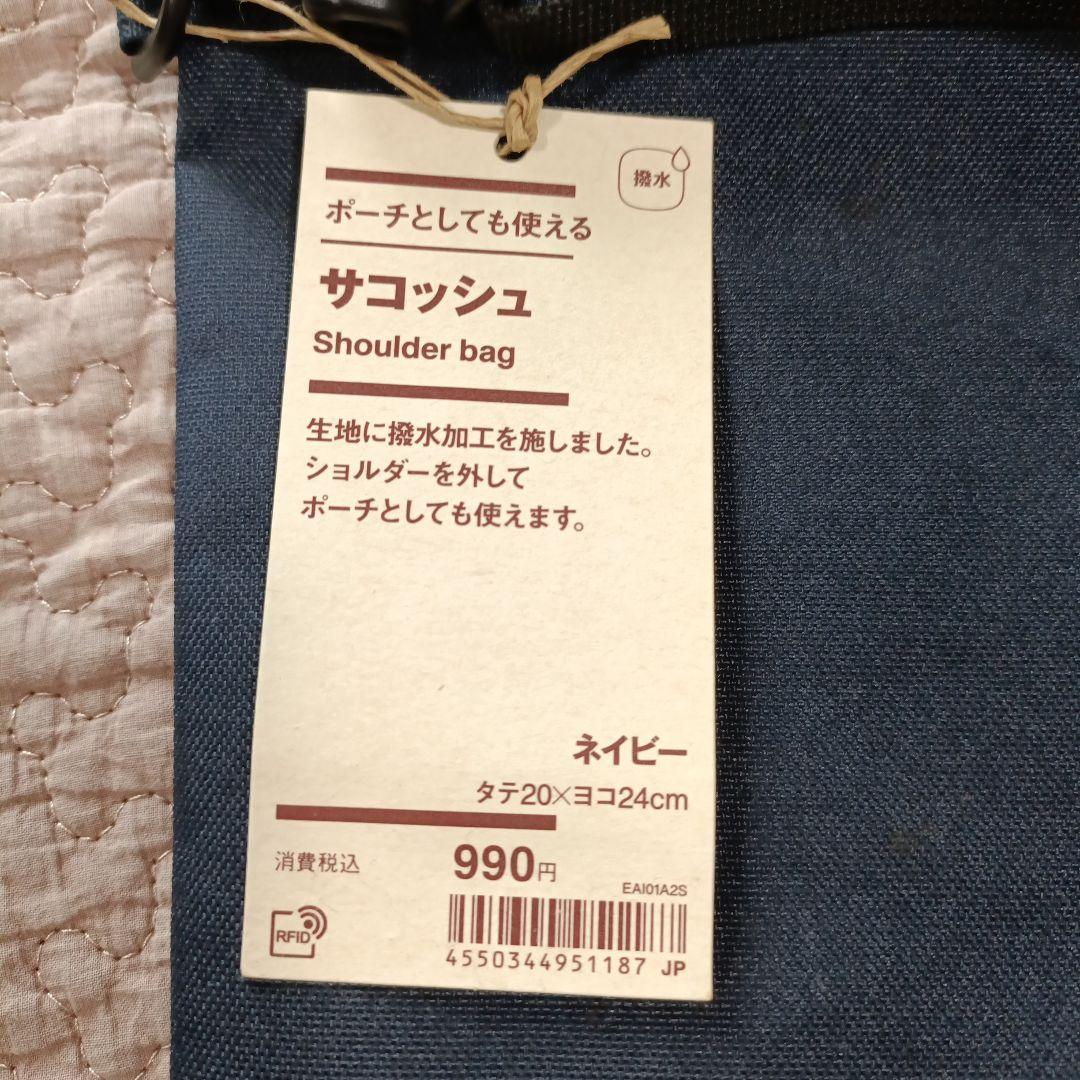 撥水
ポーチとしても使える
サコッシュ
Shoulder bag
生地に撥水加工を施しました。
ショルダーを外して
ポーチとしても使えます。
ネイビー
タテ20×ヨコ24cm
消費税込 990円
EAI01A2S
RFID
4550344951187 JP